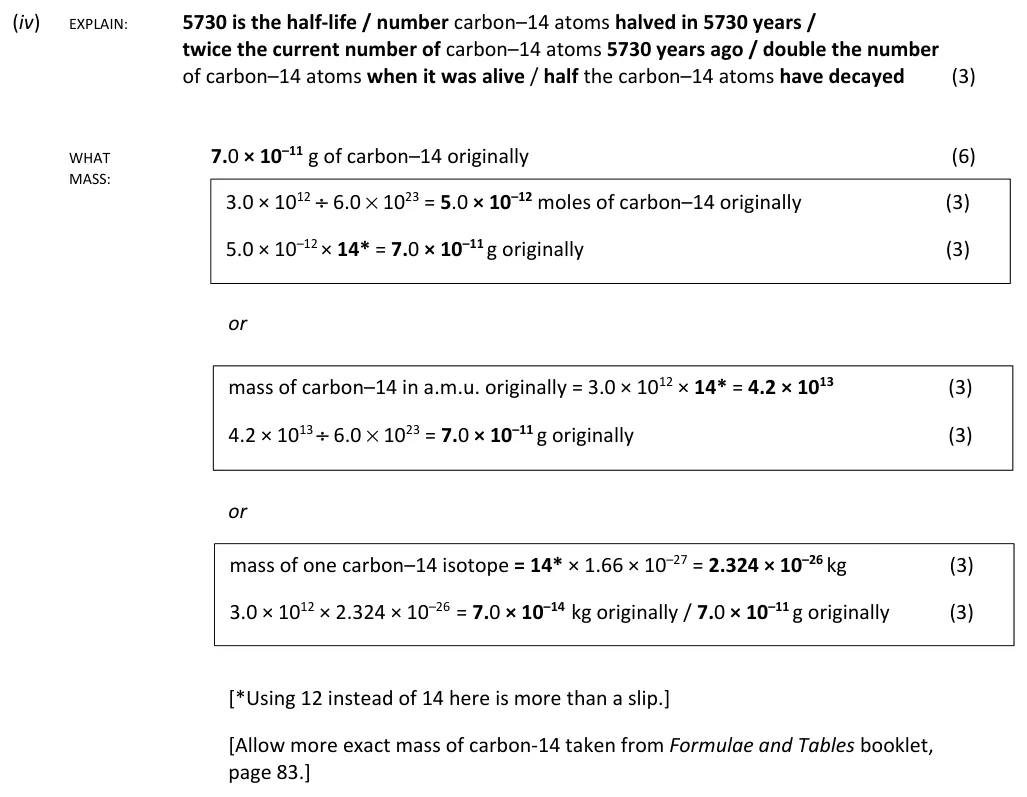 (iv) EXPLAIN: 5730 is the half-life / number carbon–14 atoms halved in 5730 years /
twice the current number of carbon–14 atoms 5730 years ago / double the number
of carbon–14 atoms when it was alive / half the carbon–14 atoms have decayed (3)
WHAT MASS: 7.0 × 10⁻¹¹ g of carbon–14 originally (6)
3.0 × 10¹² ÷ 6.0 × 10²³ = 5.0 × 10⁻¹² moles of carbon–14 originally (3)
5.0 × 10⁻¹² × 14* = 7.0 × 10⁻¹¹ g originally (3)
or
mass of carbon–14 in a.m.u. originally = 3.0 × 10¹² × 14* = 4.2 × 10¹³ (3)
4.2 × 10¹³ ÷ 6.0 × 10²³ = 7.0 × 10⁻¹¹ g originally (3)
or
mass of one carbon–14 isotope = 14* × 1.66 × 10⁻²⁷ = 2.324 × 10⁻²⁶ kg (3)
3.0 × 10¹² × 2.324 × 10⁻²⁶ = 7.0 × 10⁻¹⁴ kg originally / 7.0 × 10⁻¹¹ g originally (3)
[*Using 12 instead of 14 here is more than a slip.]
[Allow more exact mass of carbon-14 taken from Formulae and Tables booklet,
page 83.]